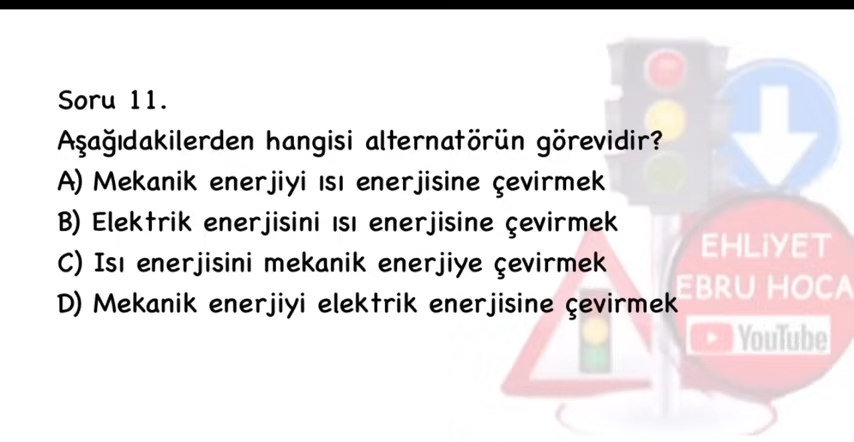 Soru 11.
Aşağıdakilerden hangisi alternatörün görevidir?
A) Mekanik enerjiyi ısı enerjisine çevirmek
B) Elektrik enerjisini ısı enerjisine çevirmek
C) Isı enerjisini mekanik enerjiye çevirmek
D) Mekanik enerjiyi elektrik enerjisine çevirmek
EHLİYET
EBRU HOCA
YouTube